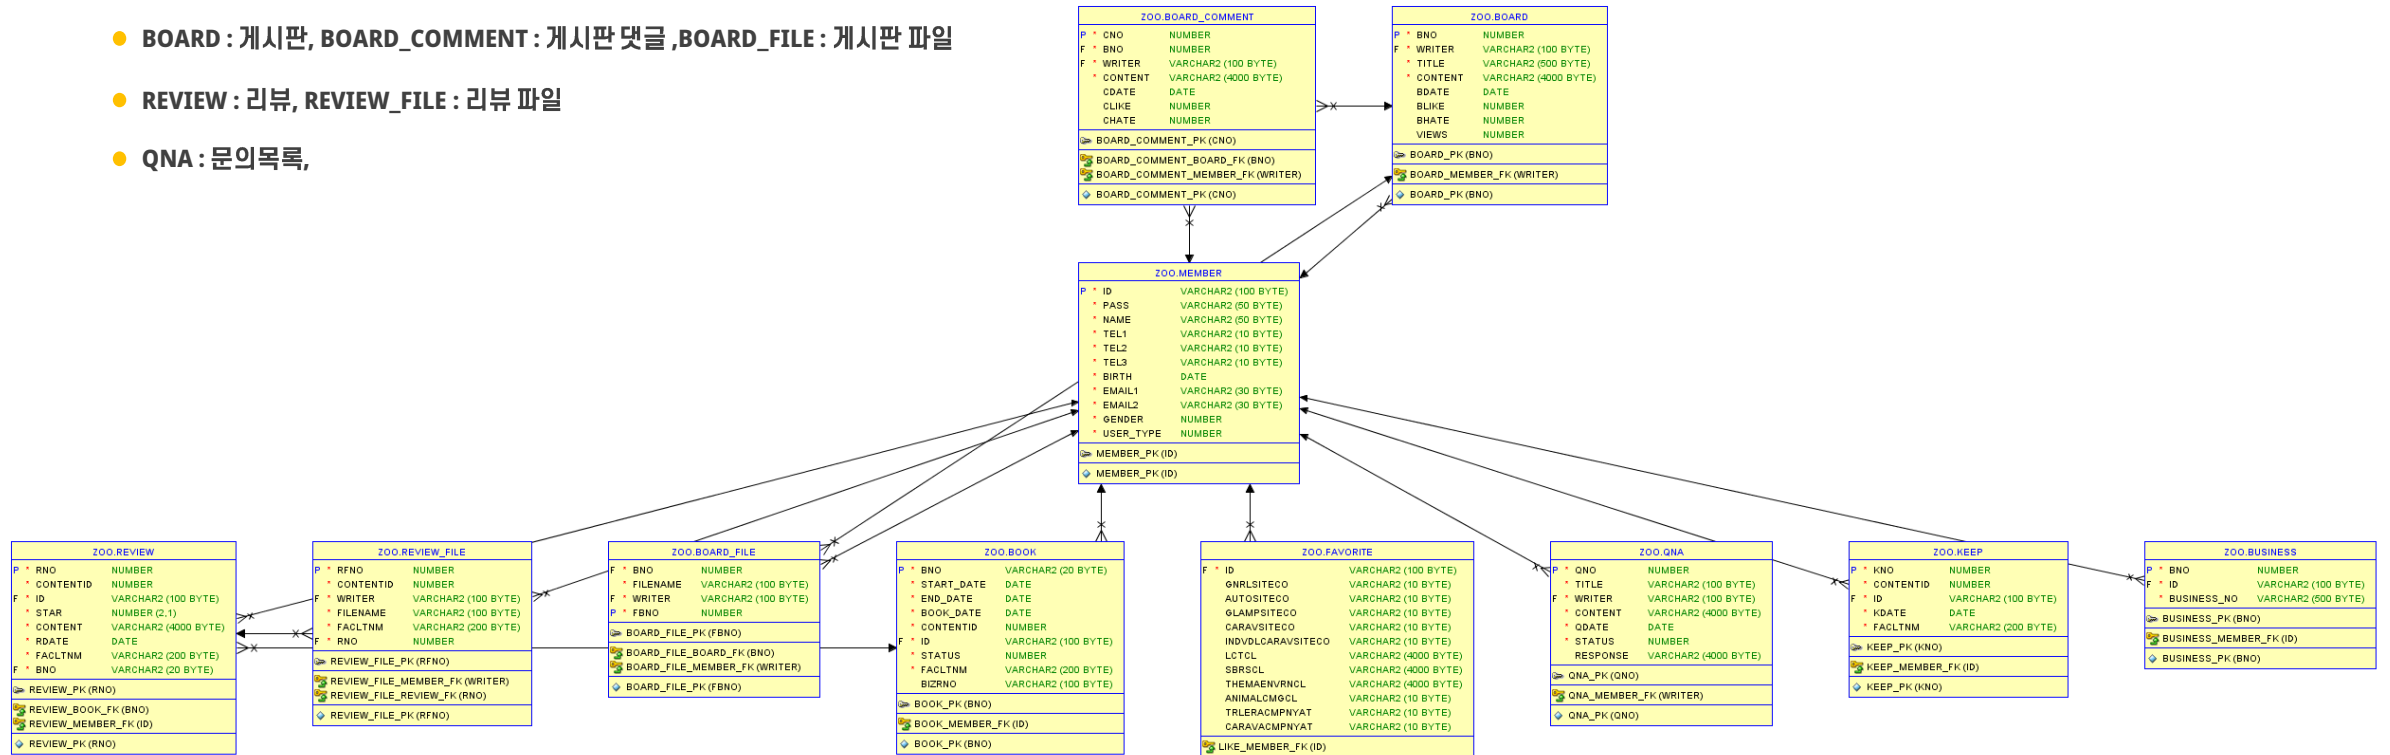 BOARD : 게시판, BOARD_COMMENT : 게시판 댓글 ,BOARD_FILE : 게시판 파일
REVIEW : 리뷰, REVIEW_FILE : 리뷰 파일
QNA : 문의목록,
ZOO.BOARD_COMMENT
P * CNO NUMBER
F * BNO NUMBER
F * WRITER VARCHAR2 (100 BYTE)
* CONTENT VARCHAR2 (4000 BYTE)
CDATE DATE
CLIKE NUMBER
CHATE NUMBER
BOARD_COMMENT_PK (CNO)
BOARD_COMMENT_BOARD_FK (BNO)
BOARD_COMMENT_MEMBER_FK (WRITER)
BOARD_COMMENT_PK (CNO)
ZOO.BOARD
P * BNO NUMBER
F * WRITER VARCHAR2 (100 BYTE)
* TITLE VARCHAR2 (500 BYTE)
* CONTENT VARCHAR2 (4000 BYTE)
BDATE DATE
BLIKE NUMBER
BHATE NUMBER
VIEWS NUMBER
BOARD_PK (BNO)
BOARD_MEMBER_FK (WRITER)
BOARD_PK (BNO)
ZOO.MEMBER
P * ID VARCHAR2 (100 BYTE)
* PASS VARCHAR2 (50 BYTE)
* NAME VARCHAR2 (50 BYTE)
* TEL1 VARCHAR2 (10 BYTE)
* TEL2 VARCHAR2 (10 BYTE)
* TEL3 VARCHAR2 (10 BYTE)
* BIRTH DATE
* EMAIL1 VARCHAR2 (30 BYTE)
* EMAIL2 VARCHAR2 (30 BYTE)
* GENDER NUMBER
* USER_TYPE NUMBER
MEMBER_PK (ID)
MEMBER_PK (ID)
ZOO.REVIEW
P * RNO NUMBER
* CONTENTID NUMBER
F * ID VARCHAR2 (100 BYTE)
* STAR NUMBER (2,1)
* CONTENT VARCHAR2 (4000 BYTE)
* RDATE DATE
* FACLTNM VARCHAR2 (200 BYTE)
F * BNO VARCHAR2 (20 BYTE)
REVIEW_PK (RNO)
REVIEW_BOOK_FK (BNO)
REVIEW_MEMBER_FK (ID)
REVIEW_PK (RNO)
ZOO.REVIEW_FILE
P * RFNO NUMBER
* CONTENTID NUMBER
F * WRITER VARCHAR2 (100 BYTE)
* FILENAME VARCHAR2 (100 BYTE)
* FACLTNM VARCHAR2 (200 BYTE)
F * RNO NUMBER
REVIEW_FILE_PK (RFNO)
REVIEW_FILE_MEMBER_FK (WRITER)
REVIEW_FILE_REVIEW_FK (RNO)
REVIEW_FILE_PK (RFNO)
ZOO.BOARD_FILE
F * BNO NUMBER
* FILENAME VARCHAR2 (100 BYTE)
F * WRITER VARCHAR2 (100 BYTE)
P * FBNO NUMBER
BOARD_FILE_PK (FBNO)
BOARD_FILE_BOARD_FK (BNO)
BOARD_FILE_MEMBER_FK (WRITER)
BOARD_FILE_PK (FBNO)
ZOO.BOOK
P * BNO VARCHAR2 (20 BYTE)
* START_DATE DATE
* END_DATE DATE
* BOOK_DATE DATE
* CONTENTID NUMBER
F * ID VARCHAR2 (100 BYTE)
* STATUS NUMBER
* FACLTNM VARCHAR2 (200 BYTE)
BIZRNO VARCHAR2 (100 BYTE)
BOOK_PK (BNO)
BOOK_MEMBER_FK (ID)
BOOK_PK (BNO)
ZOO.FAVORITE
F * ID VARCHAR2 (100 BYTE)
GNRLSITECO VARCHAR2 (10 BYTE)
AUTOSITECO VARCHAR2 (10 BYTE)
GLAMPSITECO VARCHAR2 (10 BYTE)
CARAVSITECO VARCHAR2 (10 BYTE)
INDVDLCARAVSITECO VARCHAR2 (10 BYTE)
LCTCL VARCHAR2 (4000 BYTE)
SBRSCL VARCHAR2 (4000 BYTE)
THEMAENVRNCL VARCHAR2 (4000 BYTE)
ANIMALCMGCL VARCHAR2 (10 BYTE)
TRLERACMPNYAT VARCHAR2 (10 BYTE)
CARAVACMPNYAT VARCHAR2 (10 BYTE)
LIKE_MEMBER_FK (ID)
ZOO.QNA
P * QNO NUMBER
* TITLE VARCHAR2 (100 BYTE)
F * WRITER VARCHAR2 (100 BYTE)
* CONTENT VARCHAR2 (4000 BYTE)
* QDATE DATE
* STATUS NUMBER
RESPONSE VARCHAR2 (4000 BYTE)
QNA_PK (QNO)
QNA_MEMBER_FK (WRITER)
QNA_PK (QNO)
ZOO.KEEP
P * KNO NUMBER
* CONTENTID NUMBER
F * ID VARCHAR2 (100 BYTE)
* KDATE DATE
* FACLTNM VARCHAR2 (200 BYTE)
KEEP_PK (KNO)
KEEP_MEMBER_FK (ID)
KEEP_PK (KNO)
ZOO.BUSINESS
P * BNO NUMBER
F * ID VARCHAR2 (100 BYTE)
* BUSINESS_NO VARCHAR2 (500 BYTE)
BUSINESS_PK (BNO)
BUSINESS_MEMBER_FK (ID)
BUSINESS_PK (BNO)